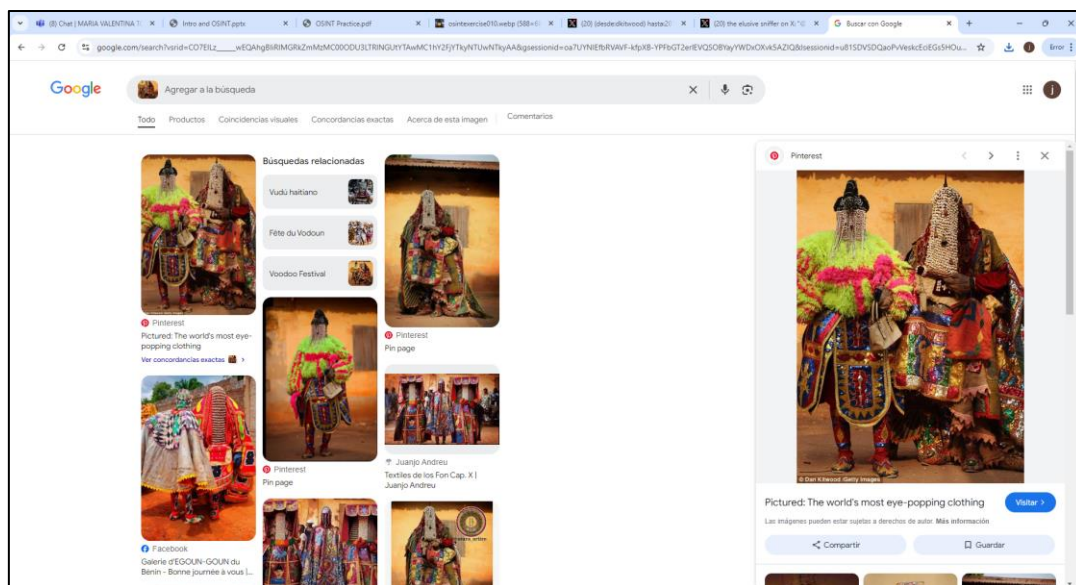 (8) Chat | MARIA VALENTINA
Intro and OSINT.pptx
OSINT Practice.pdf
osintexercise010.webp (588×
(20) (desde:dkitwood) hasta:20
(20) the elusive sniffer on X:
Buscar con Google
Error
Google
Agregar a la búsqueda
Todo Productos Coincidencias visuales Concordancias exactas Acerca de esta imagen Comentarios
Pinterest
Pictured: The world's most eye-
popping clothing
Ver concordancias exactas
Facebook
Galerie d'EGOUN-GOUN du
Bénin - Bonne journée à vous |...
Búsquedas relacionadas
Vudú haitiano
Fête du Vodoun
Voodoo Festival
Pinterest
Pin page
Pinterest
Pin page
Juanjo Andreu
Textiles de los Fon Cap. X |
Juanjo Andreu
Pinterest
© Dan Kitwood /Getty Images
Pictured: The world's most eye-popping clothing
Visitar
Las imágenes pueden estar sujetas a derechos de autor. Más información
Compartir
Guardar